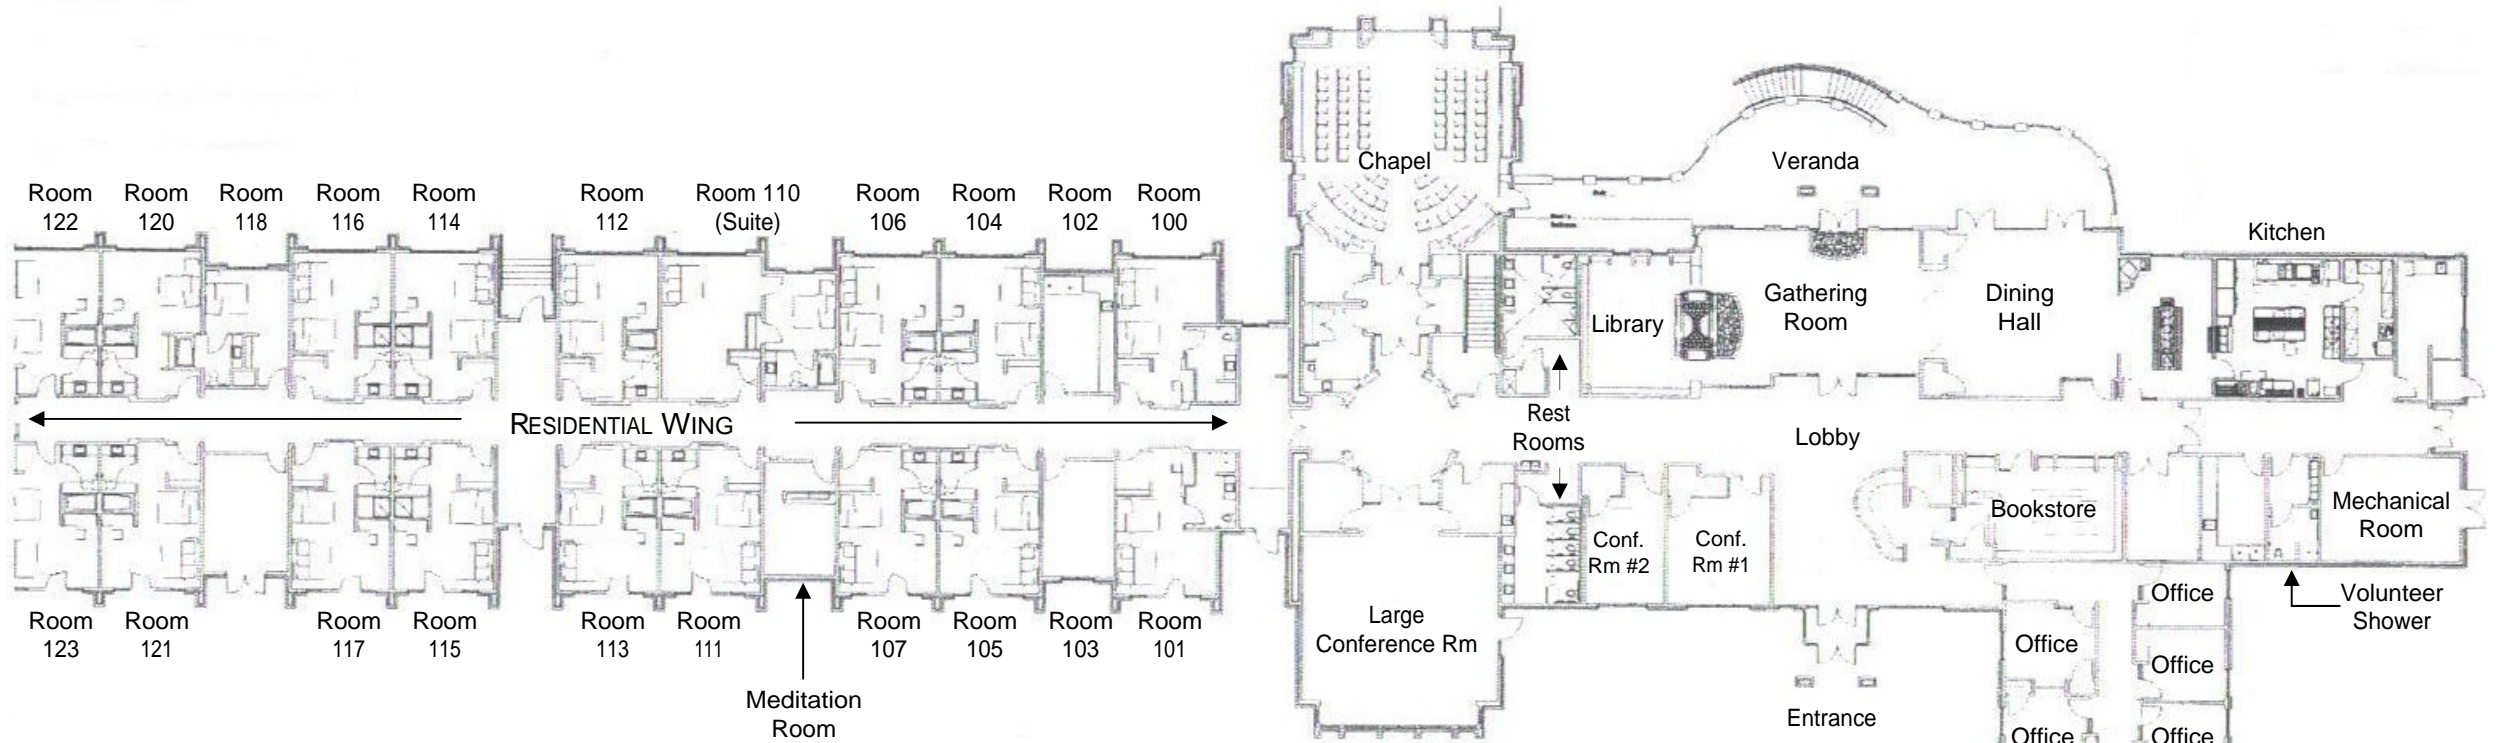 Chapel
Veranda
Room
122
Room
120
Room
118
Room
116
Room
114
Room
112
Room 110
(Suite)
Room
106
Room
104
Room
102
Room
100
Kitchen
Library
Gathering
Room
Dining
Hall
RESIDENTIAL WING
Rest
Rooms
Lobby
Bookstore
Mechanical
Room
Conf.
Rm #2
Conf.
Rm #1
Room
123
Room
121
Room
117
Room
115
Room
113
Room
111
Room
107
Room
105
Room
103
Room
101
Large
Conference Rm
Office
Volunteer
Shower
Office
Office
Meditation
Room
Entrance
Office
Office